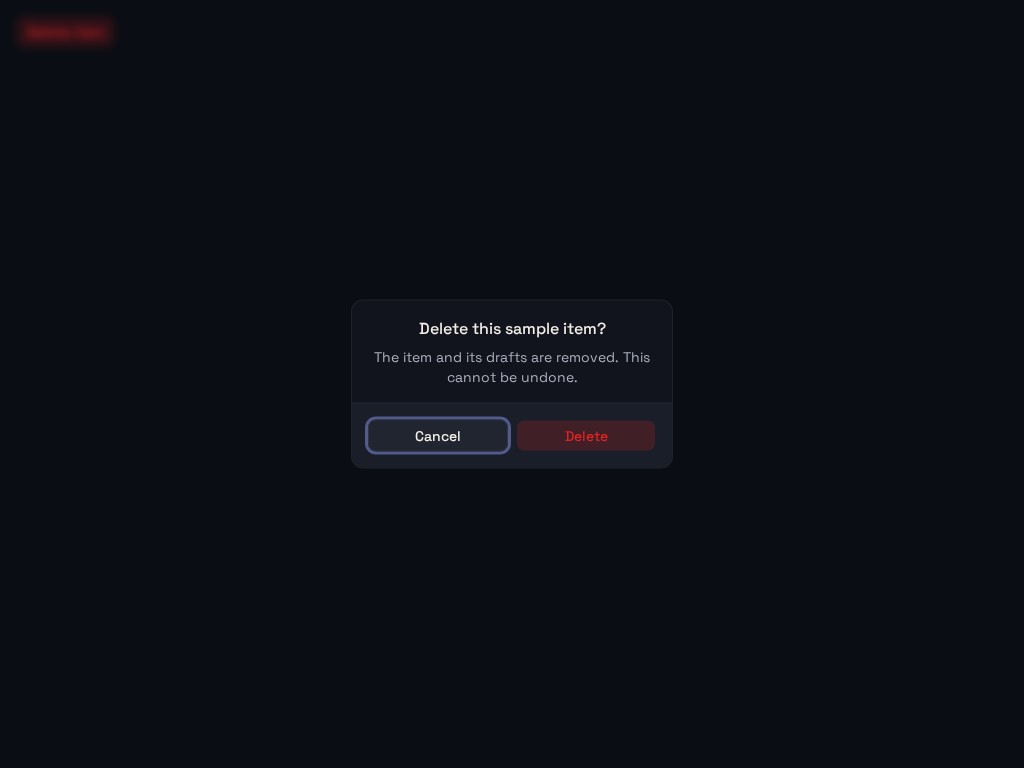 Delete this sample item?
The item and its drafts are removed. This
cannot be undone.
Cancel
Delete